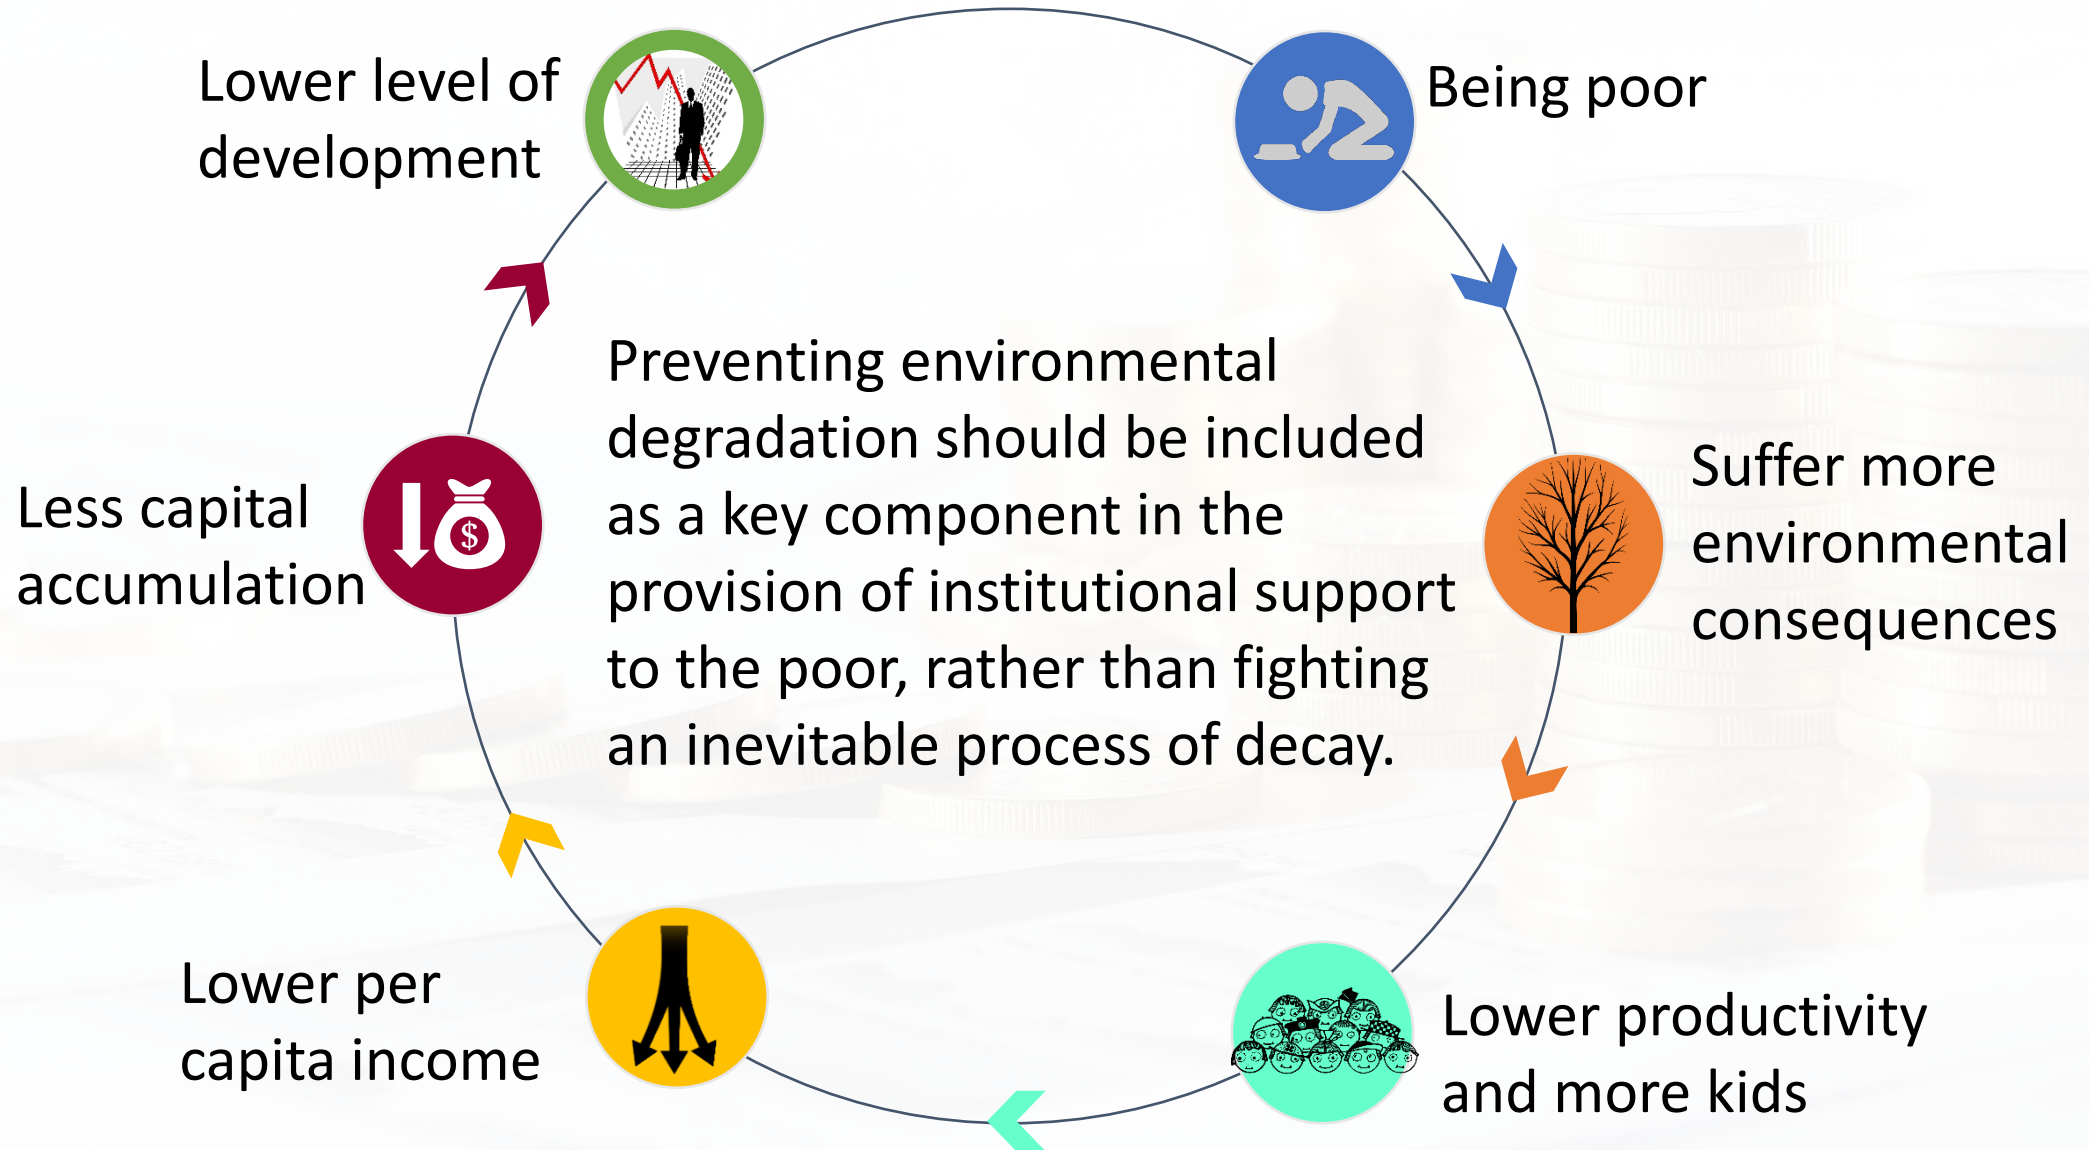 Lower level of
development
Being poor
Suffer more
environmental
consequences
Lower productivity
and more kids
Lower per
capita income
Less capital
accumulation
$
Preventing environmental
degradation should be included
as a key component in the
provision of institutional support
to the poor, rather than fighting
an inevitable process of decay.